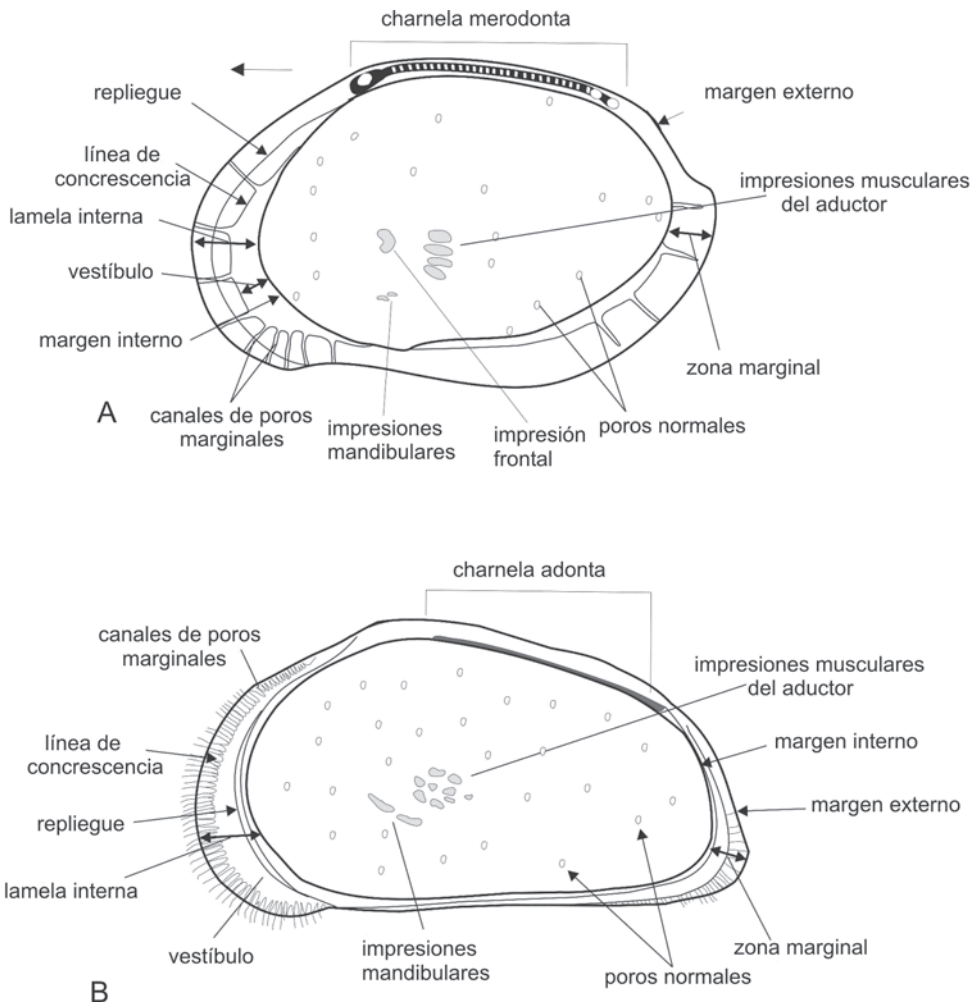 charnela merodonta
repliegue
margen externo
línea de
concrescencia
impresiones musculares
del aductor
lamela interna
vestíbulo
margen interno
zona marginal
A
canales de poros
marginales
impresiones
mandibulares
impresión
frontal
poros normales
charnela adonta
canales de poros
marginales
impresiones musculares
del aductor
línea de
concrescencia
margen interno
repliegue
margen externo
lamela interna
vestíbulo
impresiones
mandibulares
poros normales
zona marginal
B